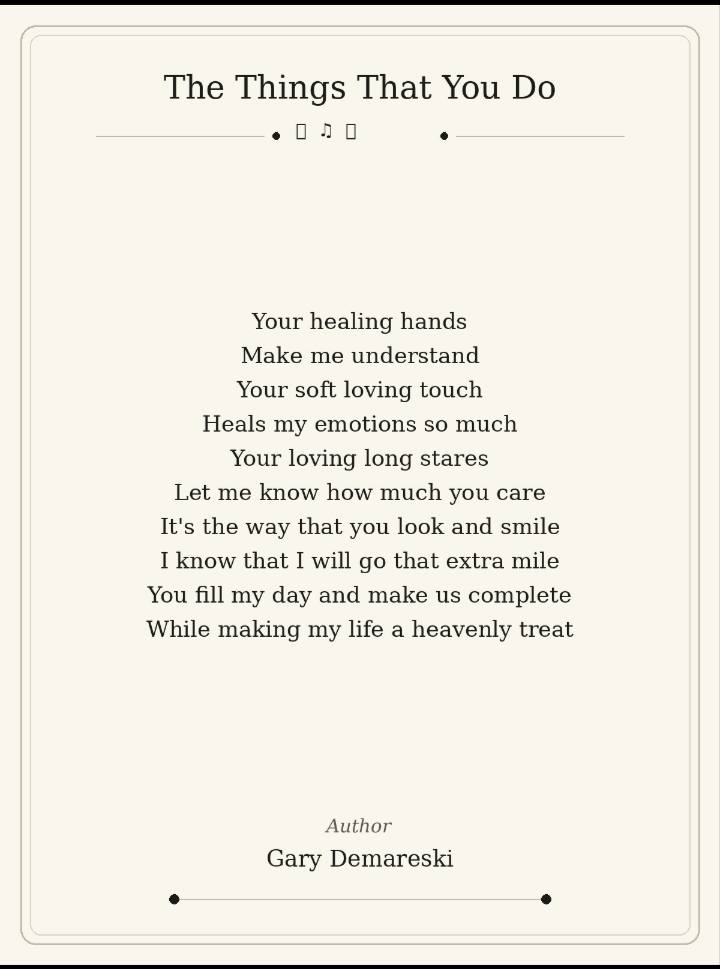 The Things That You Do
♫
Your healing hands
Make me understand
Your soft loving touch
Heals my emotions so much
Your loving long stares
Let me know how much you care
It's the way that you look and smile
I know that I will go that extra mile
You fill my day and make us complete
While making my life a heavenly treat
Author
Gary Demareski